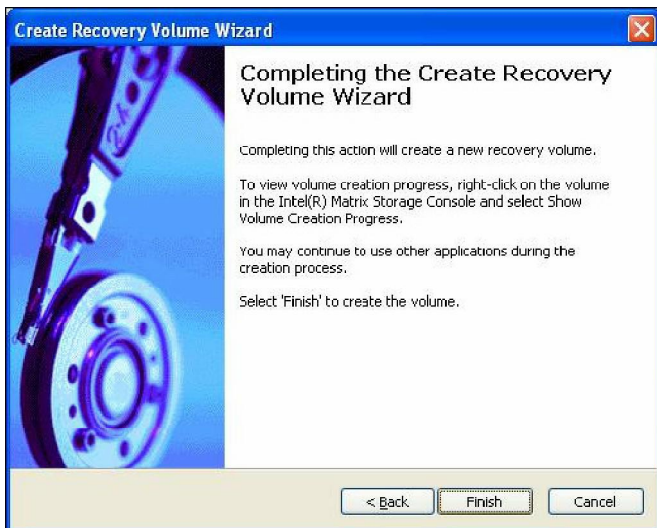 Create Recovery Volume Wizard
Completing the Create Recovery
Volume Wizard
Completing this action will create a new recovery volume.
To view volume creation progress, right-click on the volume
in the Intel(R) Matrix Storage Console and select Show
Volume Creation Progress.
You may continue to use other applications during the
creation process.
Select 'Finish' to create the volume.
< Back
Finish
Cancel